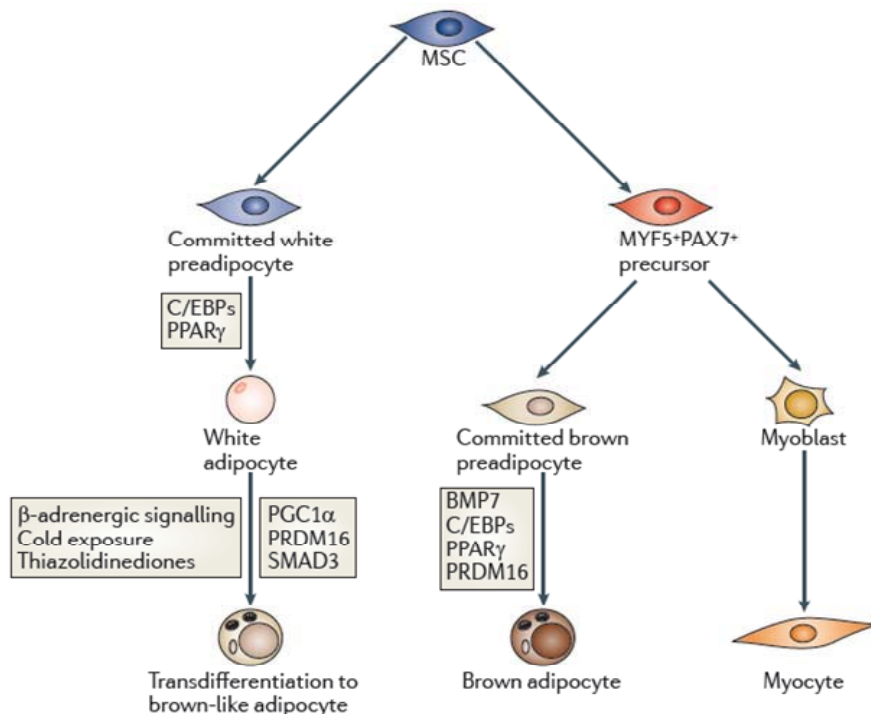 MSC
Committed white
preadipocyte
MYF5⁺PAX7⁺
precursor
C/EBPs
PPARγ
White
adipocyte
Committed brown
preadipocyte
Myoblast
β-adrenergic signalling
Cold exposure
Thiazolidinediones
PGC1α
PRDM16
SMAD3
BMP7
C/EBPs
PPARγ
PRDM16
Transdifferentiation to
brown-like adipocyte
Brown adipocyte
Myocyte